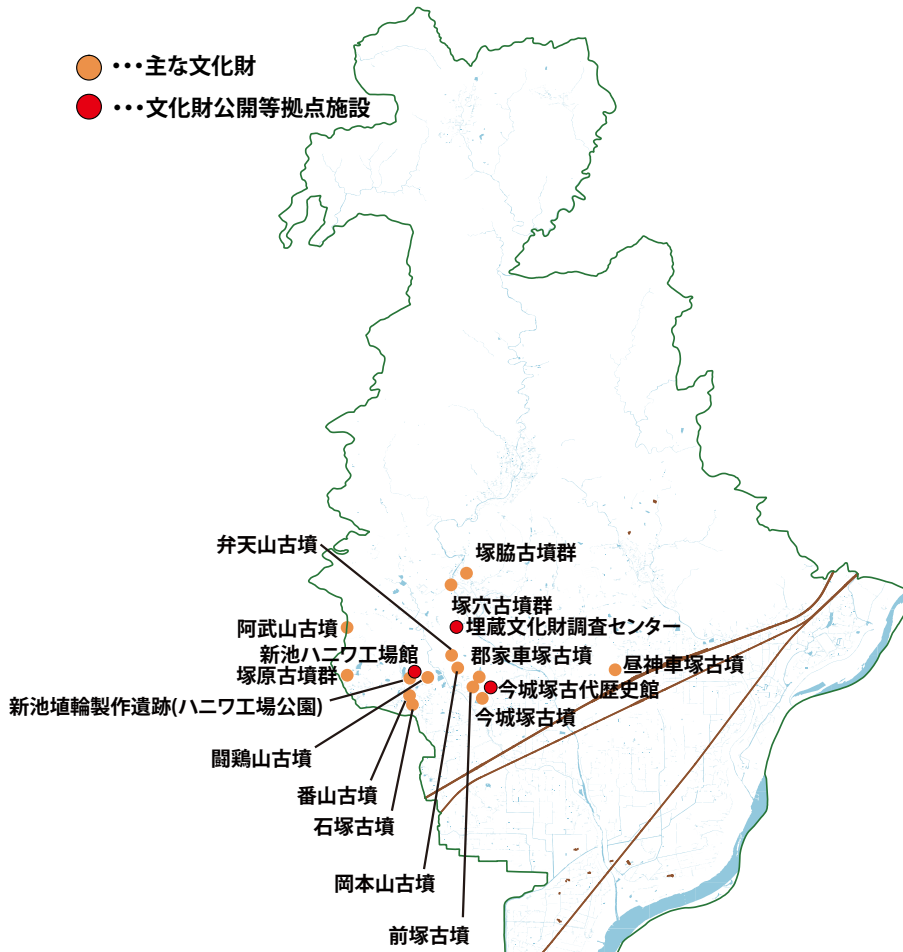 •••主な文化財
•••文化財公開等拠点施設
弁天山古墳
塚脇古墳群
塚穴古墳群
阿武山古墳
埋蔵文化財調査センター
新池ハニワ工場館
郡家車塚古墳
昼神車塚古墳
塚原古墳群
今城塚古代歴史館
新池埴輪製作遺跡(ハニワ工場公園)
今城塚古墳
闘鶏山古墳
番山古墳
石塚古墳
岡本山古墳
前塚古墳